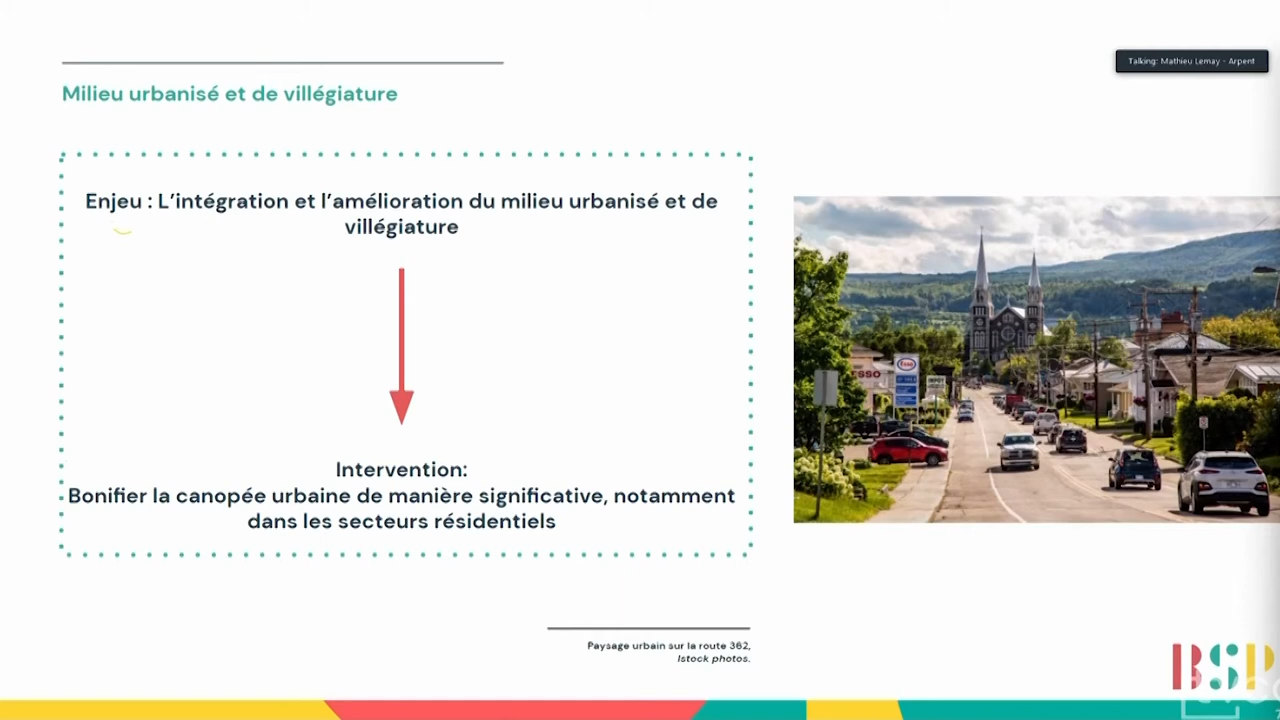 Talking: Mathieu Lemay - Arpent
Milieu urbanisé et de villégiature
Enjeu : L’intégration et l’amélioration du milieu urbanisé et de
villégiature
Intervention:
Bonifier la canopée urbaine de manière significative, notamment
dans les secteurs résidentiels
Esso
ESSO
Paysage urbain sur la route 362,
Istock photos.
BSP